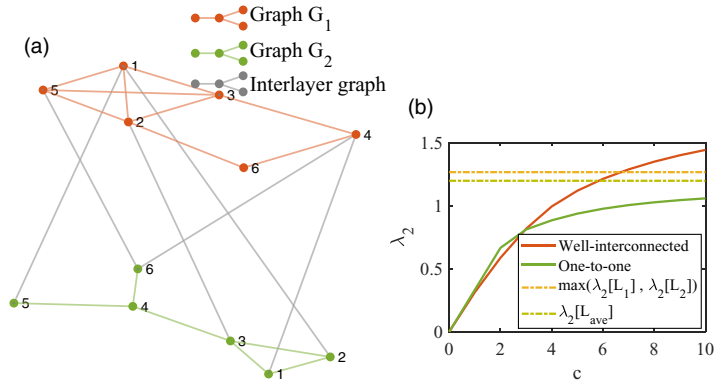 (a)
Graph G₁
Graph G₂
Interlayer graph
1
5
3
2
4
6
6
5
4
3
2
1
(b)
1.5
1
0.5
0
λ₂
0 2 4 6 8 10
c
Well-interconnected
One-to-one
max(λ₂[L₁] , λ₂[L₂])
λ₂[Lₐᵥₑ]